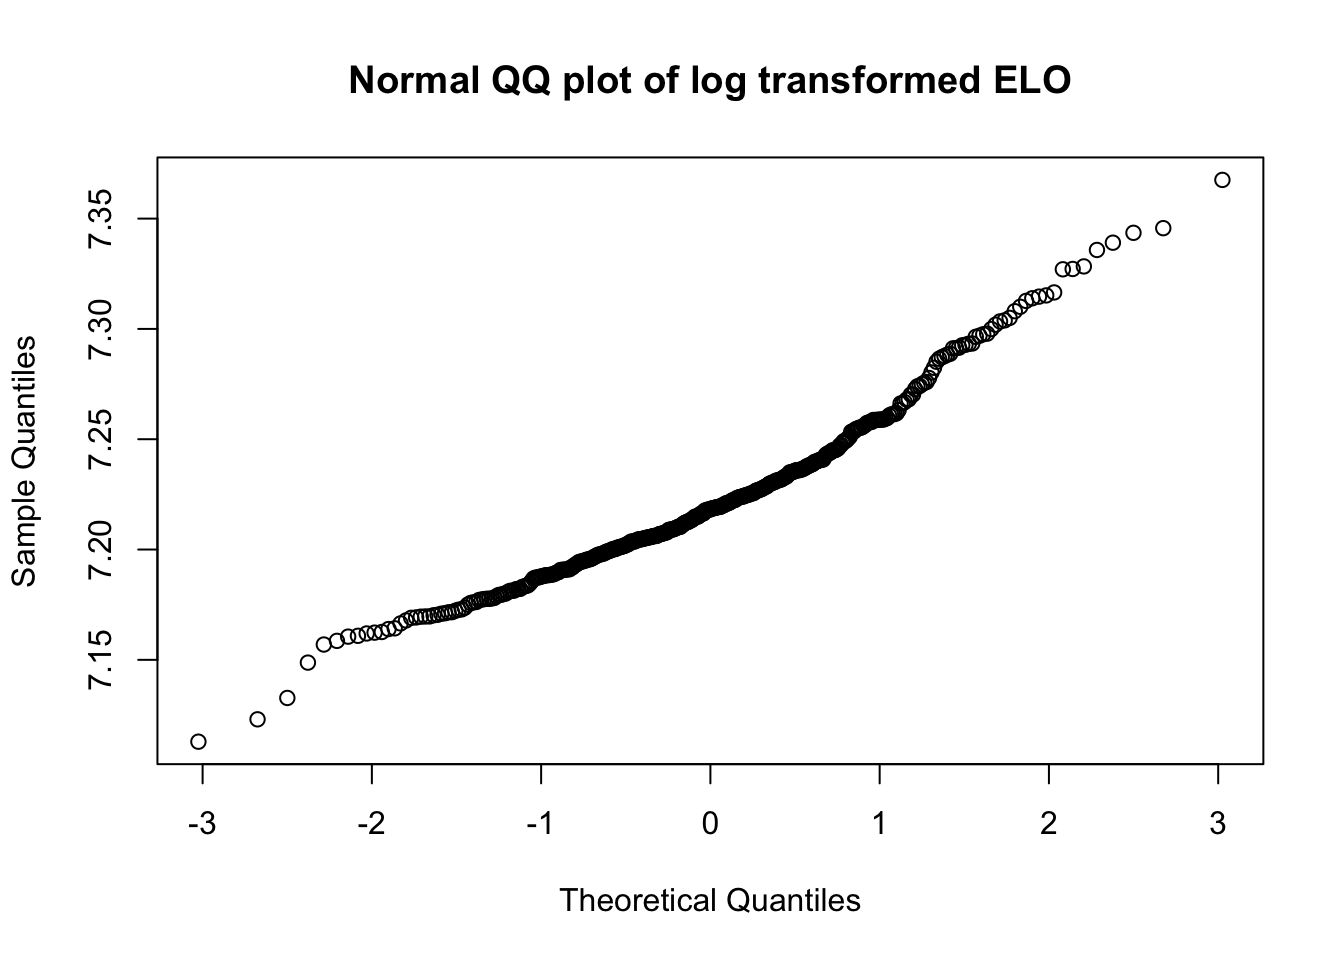 Normal QQ plot of log transformed ELO
Sample Quantiles
7.35
7.30
7.25
7.20
7.15
-3 -2 -1 0 1 2 3
Theoretical Quantiles